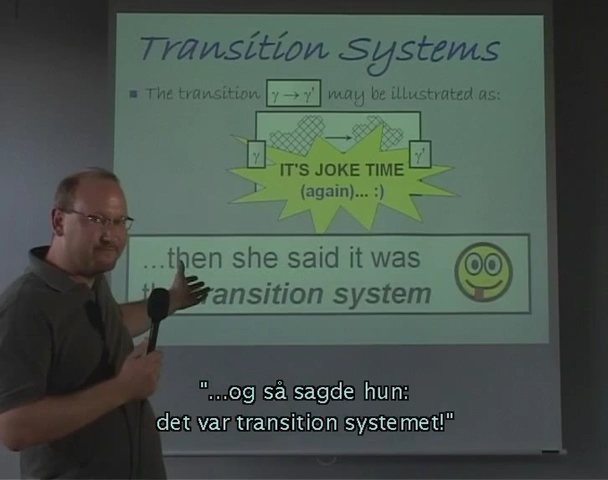 Transition Systems
The transition γ → γ' may be illustrated as:
γ γ'
IT'S JOKE TIME
(again)... :)
...then she said it was
transition system
"...og så sagde hun:
det var transition systemet!"